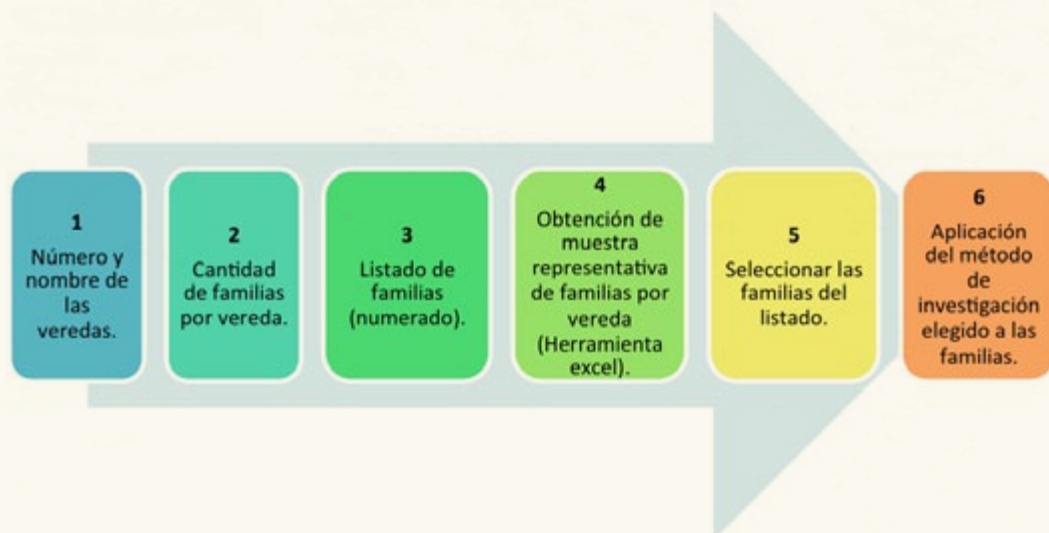 1
Número y
nombre de
las
veredas.
2
Cantidad
de familias
por vereda.
3
Listado de
familias
(numerado).
4
Obtención de
muestra
representativa
de familias por
vereda
(Herramienta
excel).
5
Seleccionar las
familias del
listado.
6
Aplicación
del método
de
investigación
elegido a las
familias.